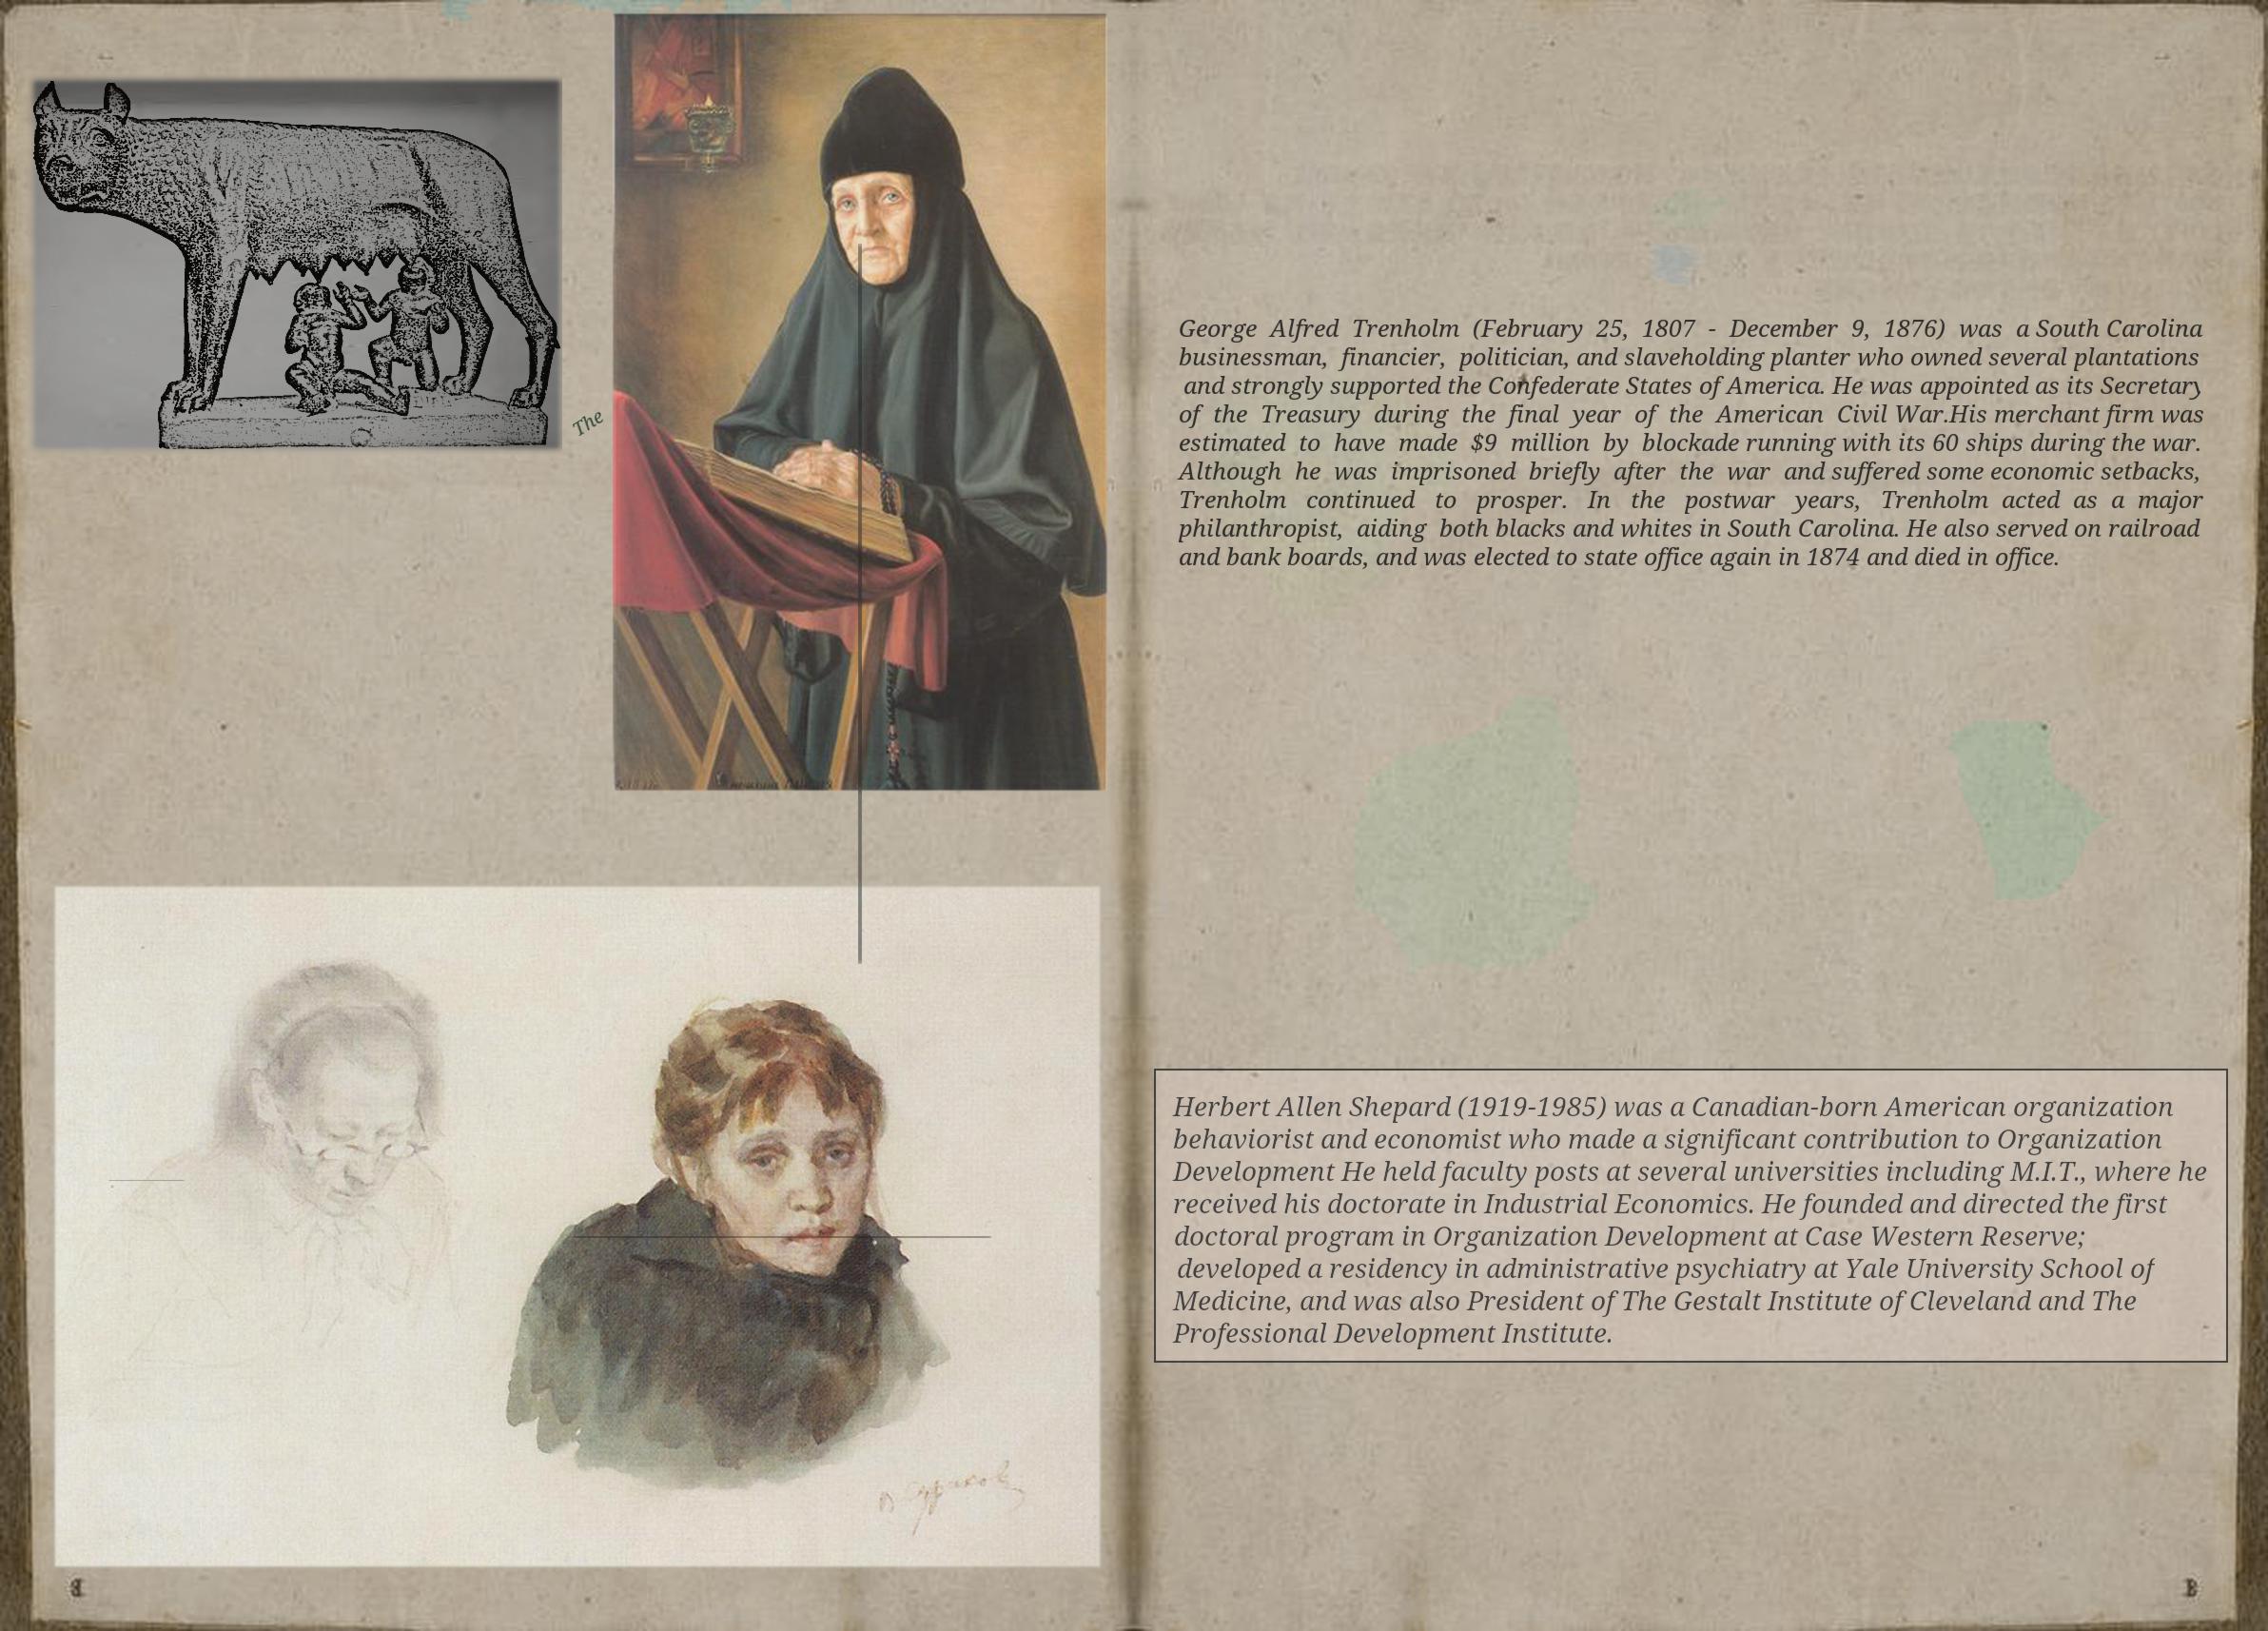 The
George Alfred Trenholm (February 25, 1807 - December 9, 1876) was a South Carolina
businessman, financier, politician, and slaveholding planter who owned several plantations
and strongly supported the Confederate States of America. He was appointed as its Secretary
of the Treasury during the final year of the American Civil War.His merchant firm was
estimated to have made $9 million by blockade running with its 60 ships during the war.
Although he was imprisoned briefly after the war and suffered some economic setbacks,
Trenholm continued to prosper. In the postwar years, Trenholm acted as a major
philanthropist, aiding both blacks and whites in South Carolina. He also served on railroad
and bank boards, and was elected to state office again in 1874 and died in office.
Herbert Allen Shepard (1919-1985) was a Canadian-born American organization
behaviorist and economist who made a significant contribution to Organization
Development He held faculty posts at several universities including M.I.T., where he
received his doctorate in Industrial Economics. He founded and directed the first
doctoral program in Organization Development at Case Western Reserve;
developed a residency in administrative psychiatry at Yale University School of
Medicine, and was also President of The Gestalt Institute of Cleveland and The
Professional Development Institute.
В Суриков